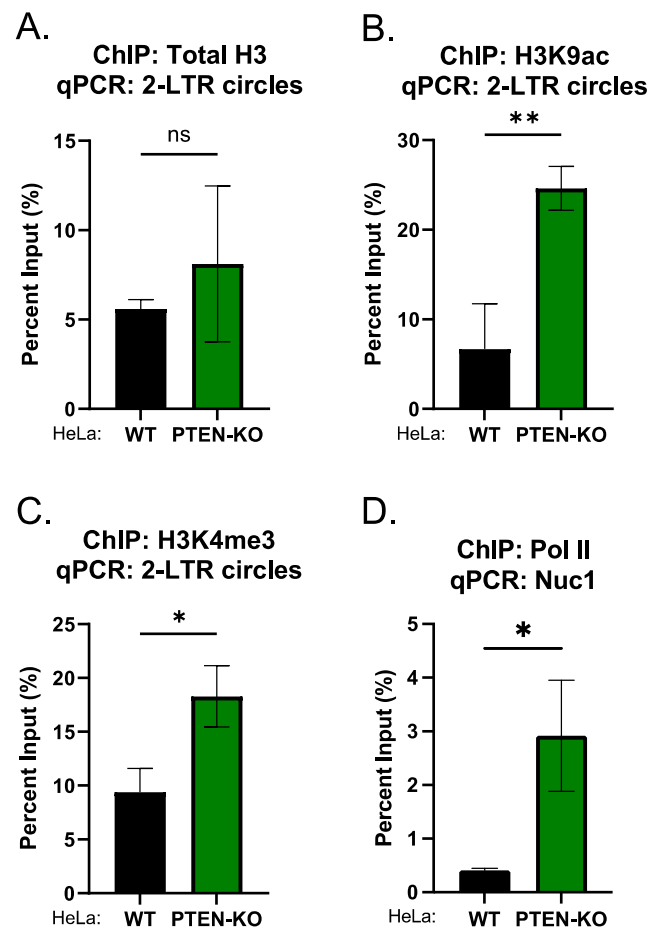 A.
ChIP: Total H3
qPCR: 2-LTR circles
ns
15
10
5
0
Percent Input (%)
HeLa: WT PTEN-KO
B.
ChIP: H3K9ac
qPCR: 2-LTR circles
**
30
20
10
0
Percent Input (%)
HeLa: WT PTEN-KO
C.
ChIP: H3K4me3
qPCR: 2-LTR circles
*
25
20
15
10
5
0
Percent Input (%)
HeLa: WT PTEN-KO
D.
ChIP: Pol II
qPCR: Nuc1
*
5
4
3
2
1
0
Percent Input (%)
HeLa: WT PTEN-KO